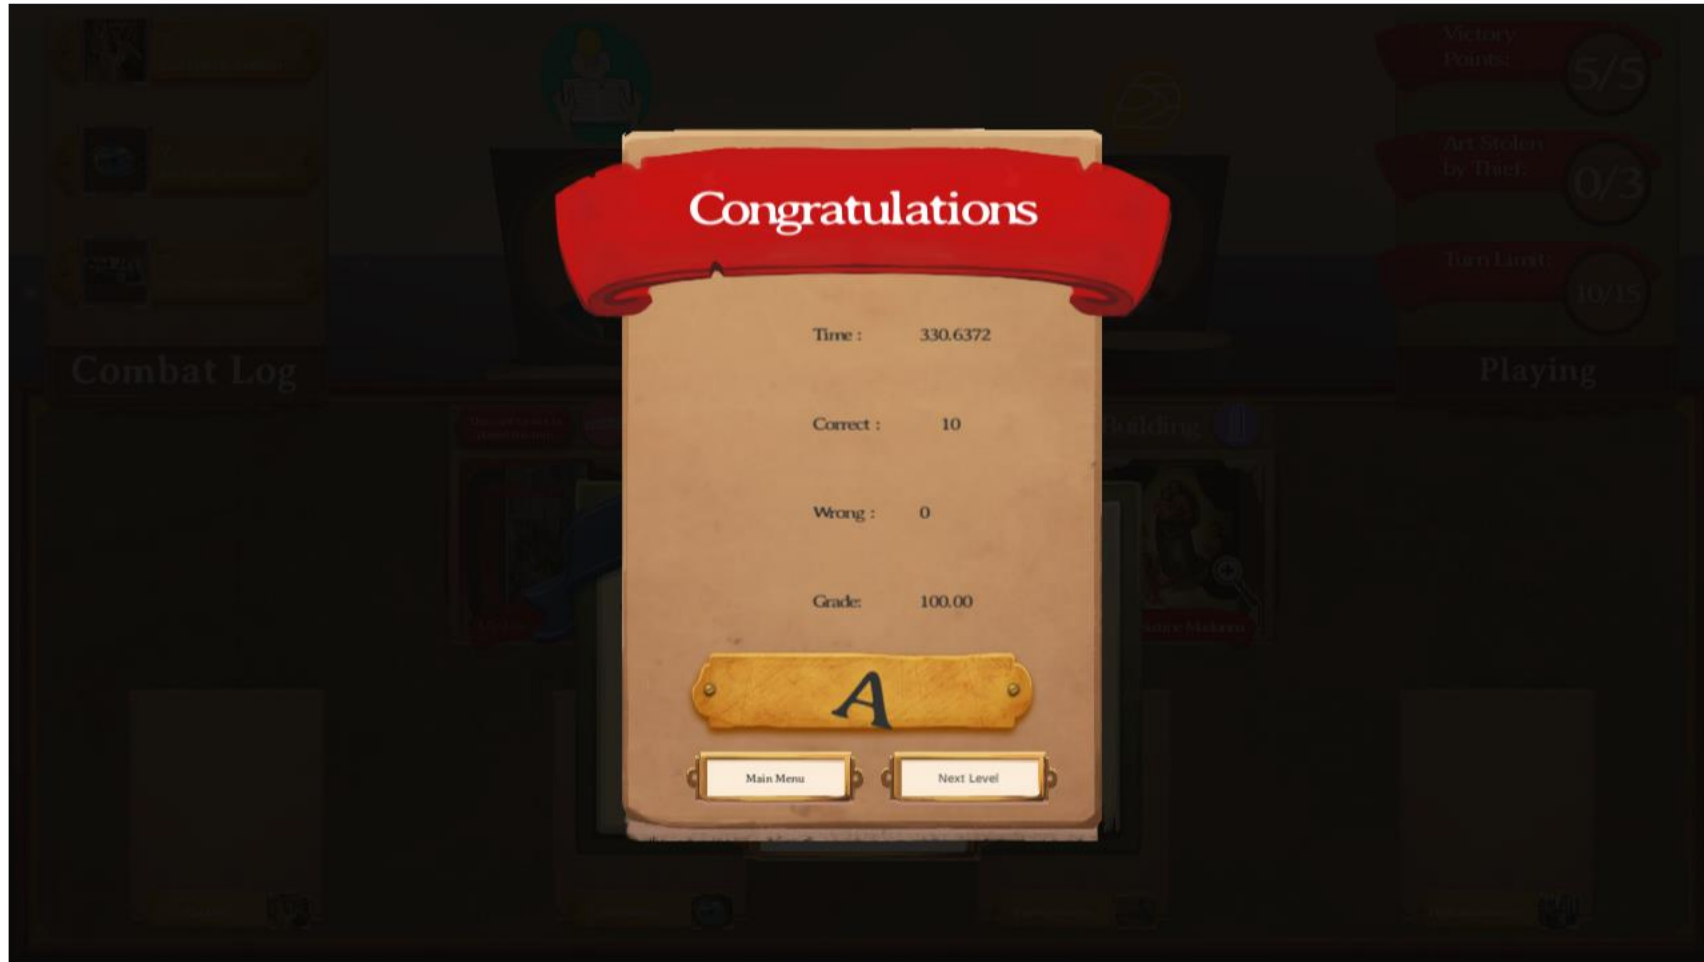 Victory
Points:
5/5
Art Stolen
by Thief:
0/3
Turn Limit:
10/15
Combat Log
Playing
Building
Congratulations
Time : 330.6372
Correct : 10
Wrong : 0
Grade: 100.00
A
Main Menu
Next Level